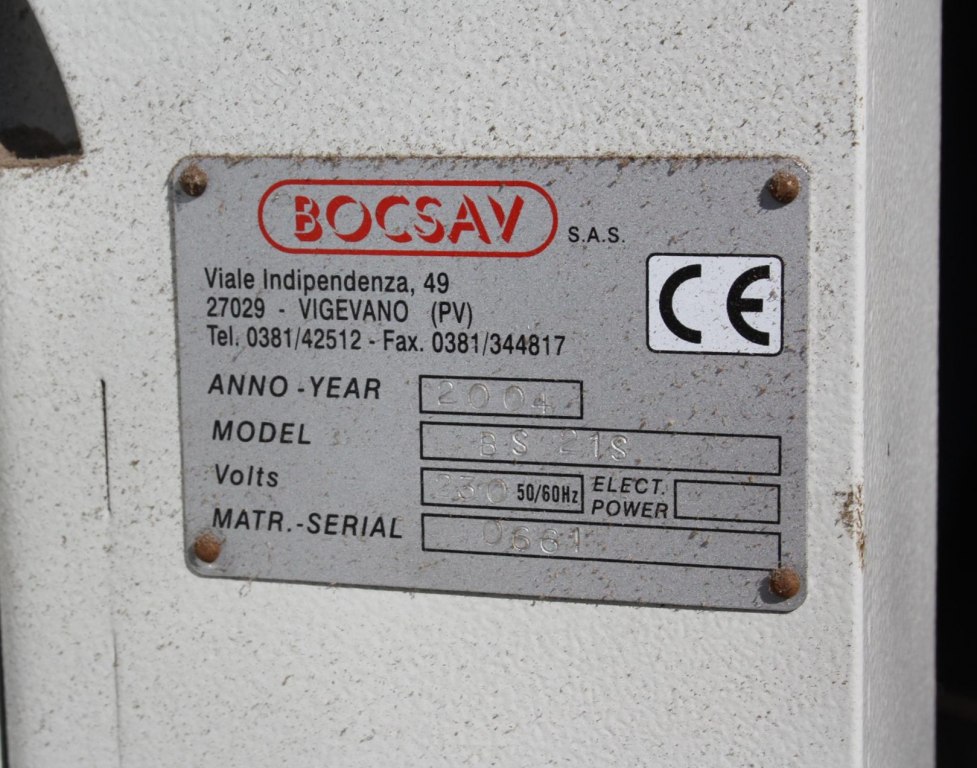 BOCSAV S.A.S.
Viale Indipendenza, 49
27029 - VIGEVANO (PV)
Tel. 0381/42512 - Fax. 0381/344817
CE
ANNO - YEAR 2004
MODEL BS 21S
Volts 230 50/60Hz ELECT. POWER
MATR.-SERIAL 0681